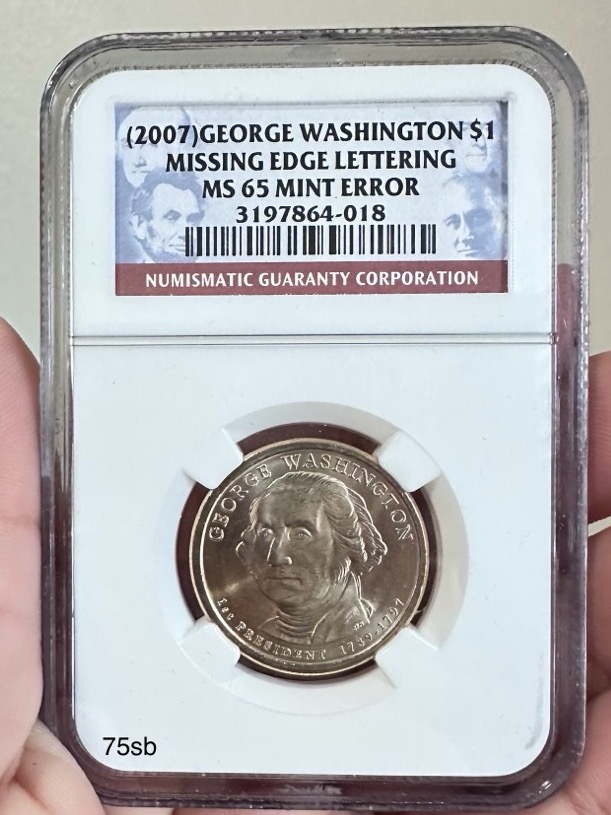 (2007)GEORGE WASHINGTON $1
MISSING EDGE LETTERING
MS 65 MINT ERROR
3197864-018
NUMISMATIC GUARANTY CORPORATION
GEORGE WASHINGTON
1st PRESIDENT 1789-1797
75sb